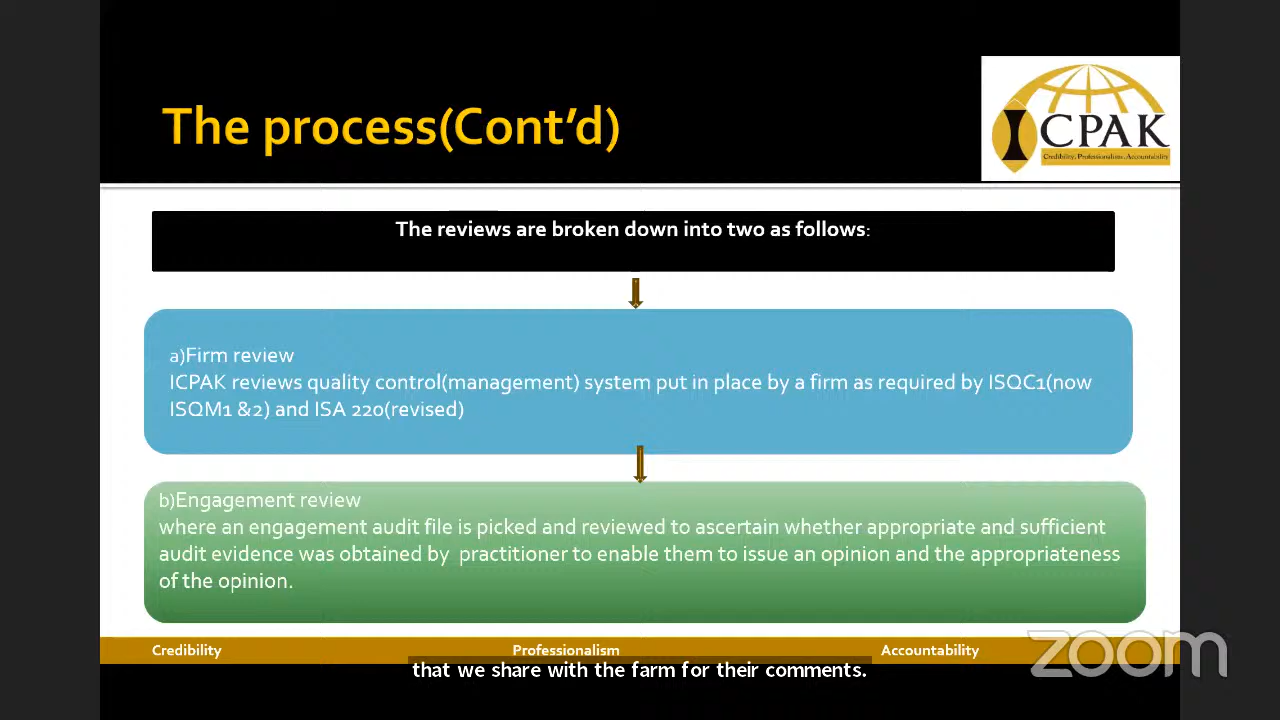 The process(Cont’d)
ICPAK
Credibility, Professionalism, Accountability
The reviews are broken down into two as follows:
a)Firm review
ICPAK reviews quality control(management) system put in place by a firm as required by ISQC1(now
ISQM1 &2) and ISA 220(revised)
b)Engagement review
where an engagement audit file is picked and reviewed to ascertain whether appropriate and sufficient
audit evidence was obtained by  practitioner to enable them to issue an opinion and the appropriateness
of the opinion.
Credibility Professionalism Accountability
zoom
that we share with the farm for their comments.